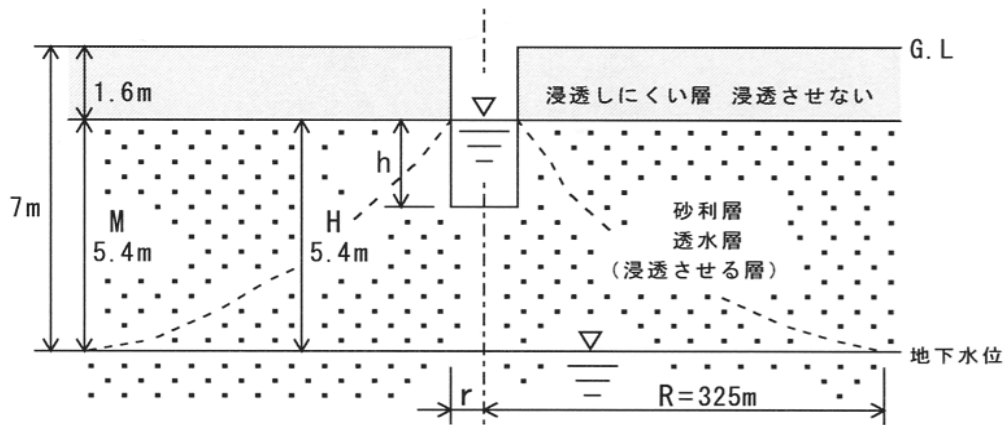 G.L
1.6m
浸透しにくい層 浸透させない
h
7m
M
5.4m
H
5.4m
砂利層
透水層
(浸透させる層)
地下水位
r
R=325m